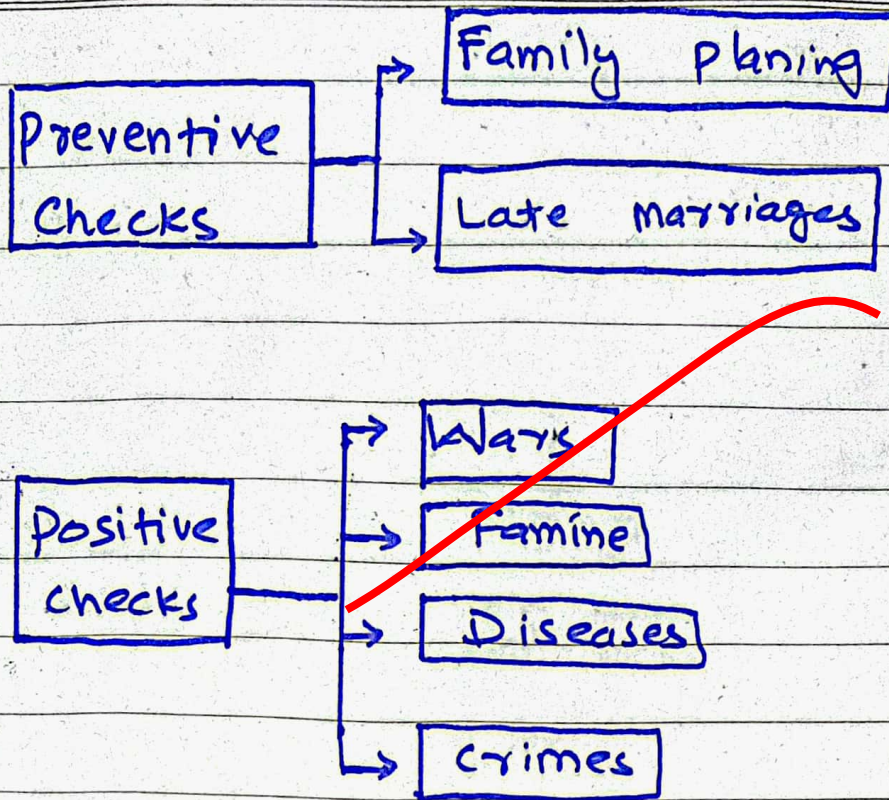 Family Planing
Preventive
Checks
Late marriages
Wars
Positive
checks
Famine
Diseases
Crimes